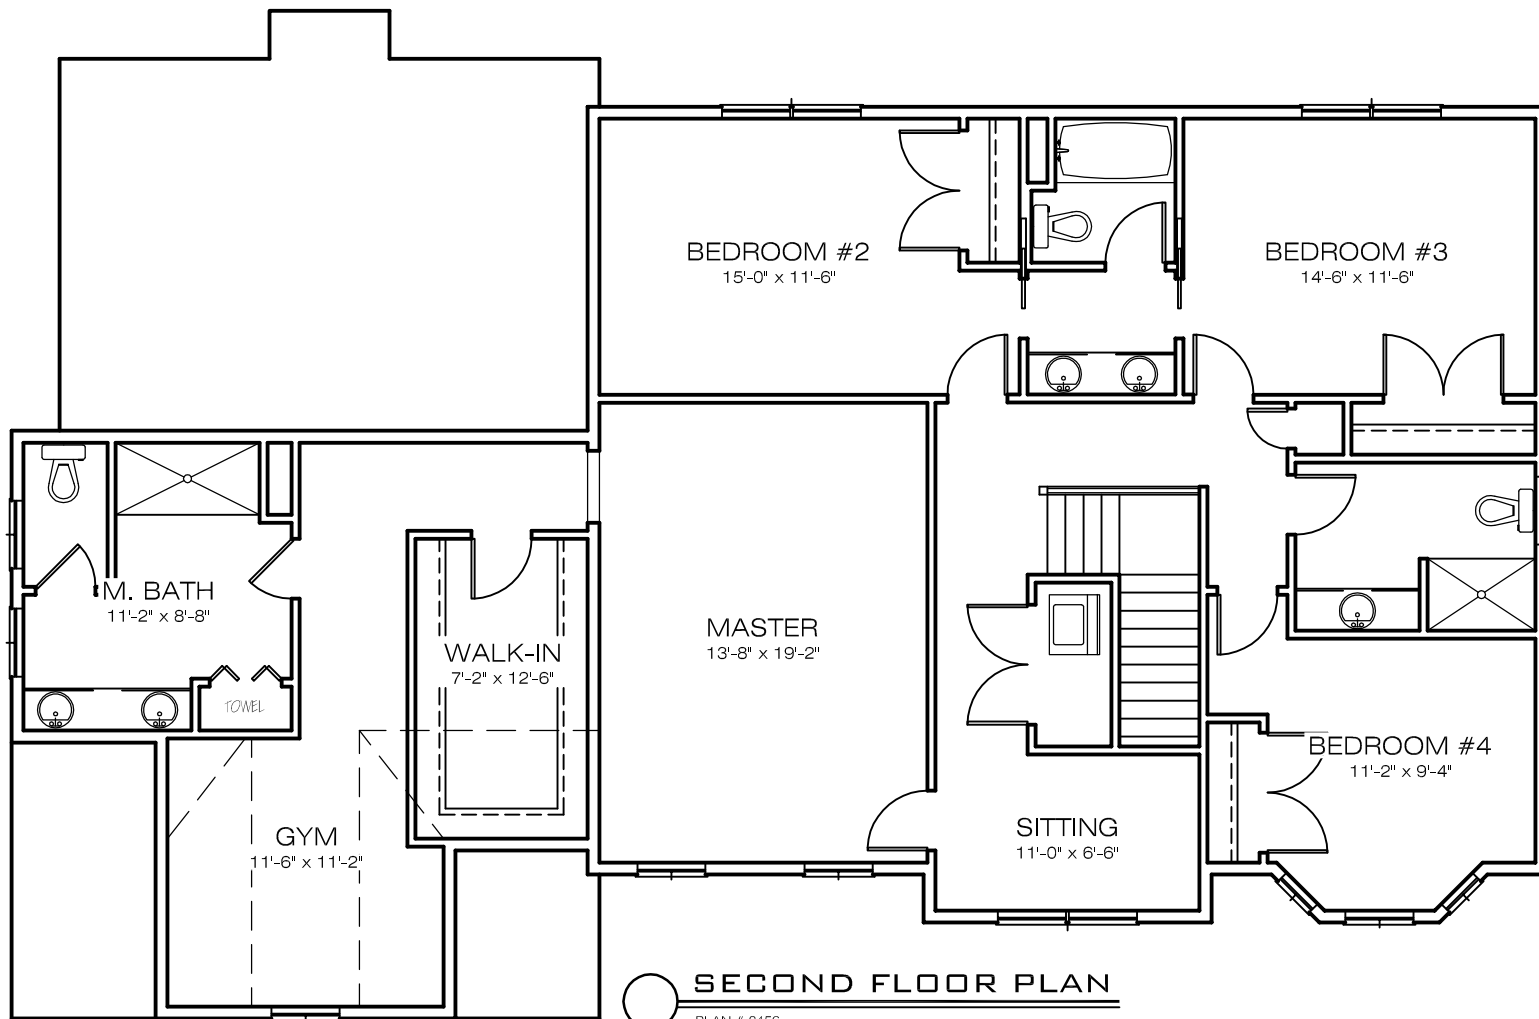 BEDROOM #2
15'-0" x 11'-6"
BEDROOM #3
14'-6" x 11'-6"
M. BATH
11'-2" x 8'-8"
WALK-IN
7'-2" x 12'-6"
MASTER
13'-8" x 19'-2"
TOWEL
BEDROOM #4
11'-2" x 9'-4"
GYM
11'-6" x 11'-2"
SITTING
11'-0" x 6'-6"
SECOND FLOOR PLAN
PLAN #